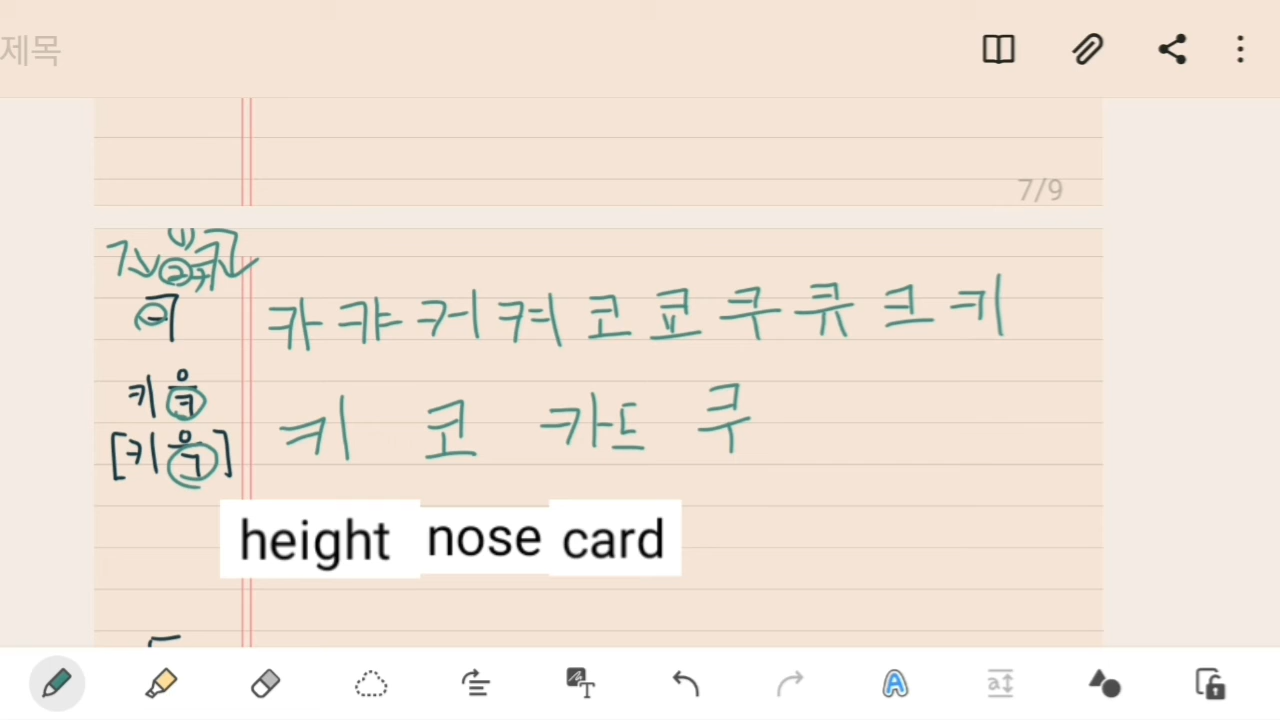 제목
7/9
ㅋ 카 캬 커 켜 코 쿄 쿠 큐 크 키
키읔 키 코 카드 쿠
[키윽]
height nose card